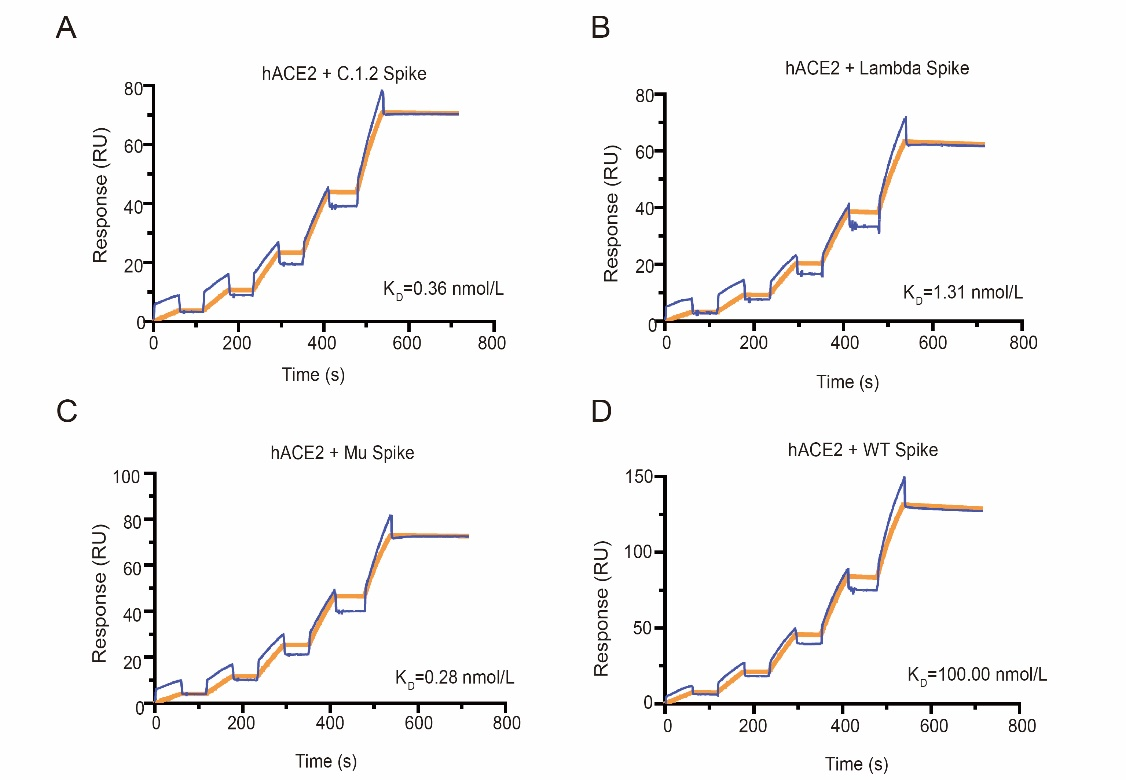 A
hACE2 + C.1.2 Spike
Response (RU)
80
60
40
20
0
K_D=0.36 nmol/L
0 200 400 600 800
Time (s)
B
hACE2 + Lambda Spike
Response (RU)
80
60
40
20
0
K_D=1.31 nmol/L
0 200 400 600 800
Time (s)
C
hACE2 + Mu Spike
Response (RU)
100
80
60
40
20
0
K_D=0.28 nmol/L
0 200 400 600 800
Time (s)
D
hACE2 + WT Spike
Response (RU)
150
100
50
0
K_D=100.00 nmol/L
0 200 400 600 800
Time (s)